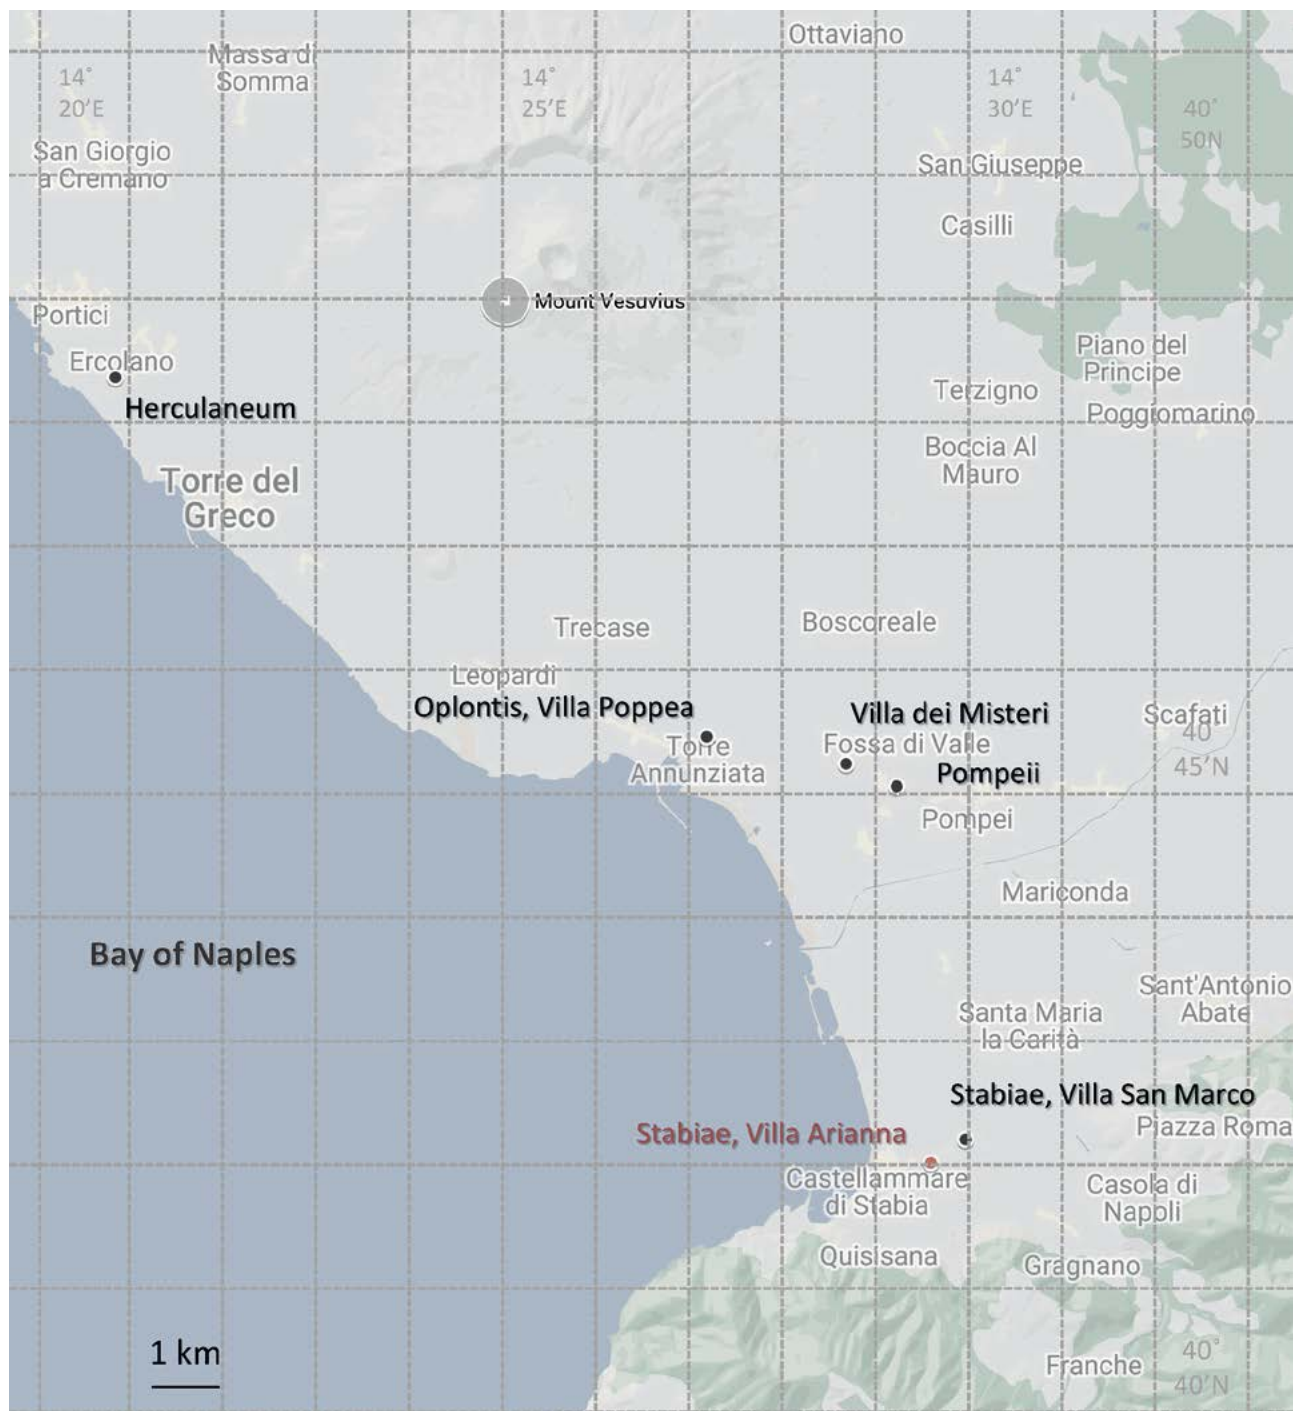 Ottaviano
Massa di
Somma
14°
20'E
14°
25'E
14°
30'E
40°
50N
San Giorgio
a Cremano
San Giuseppe
Casilli
Mount Vesuvius
Portici
Ercolano
Herculaneum
Piano del
Principe
Terzigno
Poggiomarino
Boccia Al
Mauro
Torre del
Greco
Trecase
Boscoreale
Leopardi
Oplontis, Villa Poppea
Villa dei Misteri
Scafati
40°
45'N
Torre
Annunziata
Fossa di Valle
Pompeii
Pompei
Mariconda
Bay of Naples
Sant'Antonio
Abate
Santa Maria
la Carità
Stabiae, Villa San Marco
Stabiae, Villa Arianna
Piazza Roma
Castellammare
di Stabia
Casola di
Napoli
Quisisana
Gragnano
1 km
Franche
40°
40'N